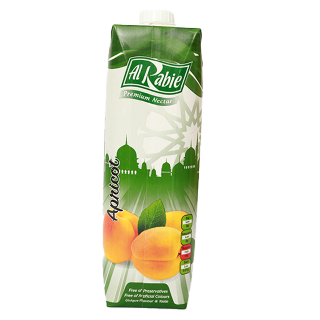 Al Rabie
Premium Nectar
Apricot
Free of Preservatives
Free of Artificial Colours
Unique Flavour & Taste